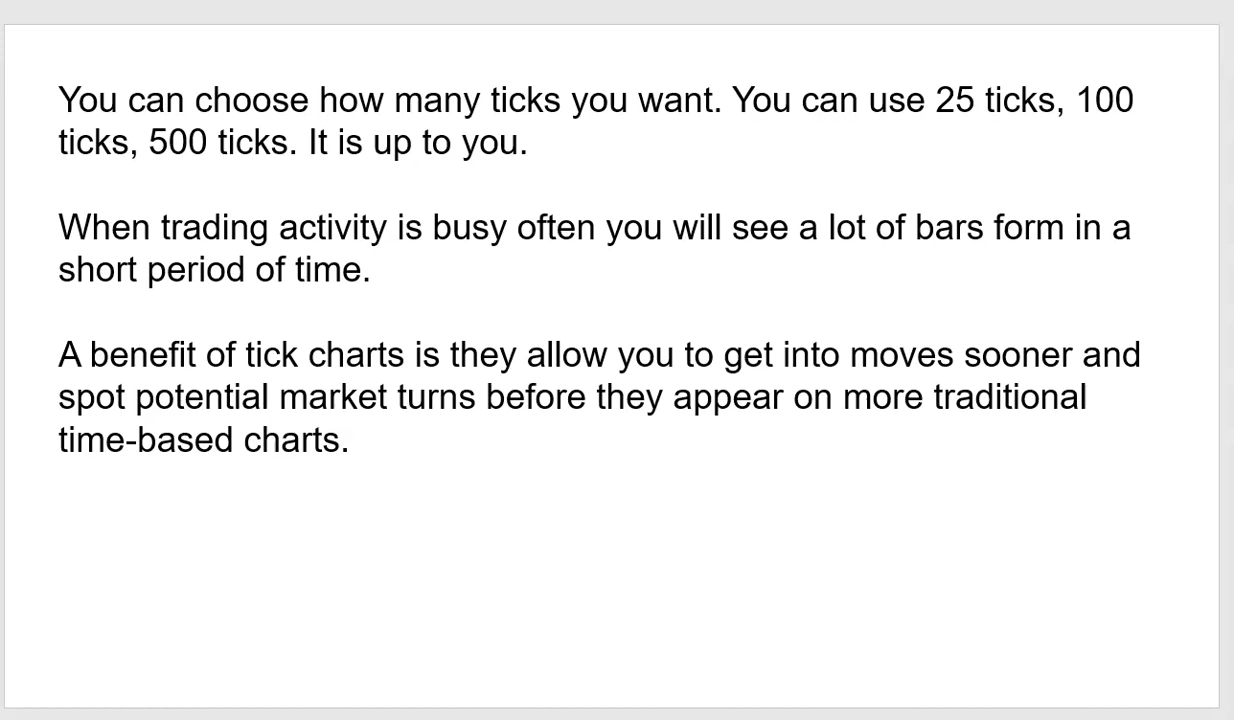 You can choose how many ticks you want. You can use 25 ticks, 100
ticks, 500 ticks. It is up to you.
When trading activity is busy often you will see a lot of bars form in a
short period of time.
A benefit of tick charts is they allow you to get into moves sooner and
spot potential market turns before they appear on more traditional
time-based charts.